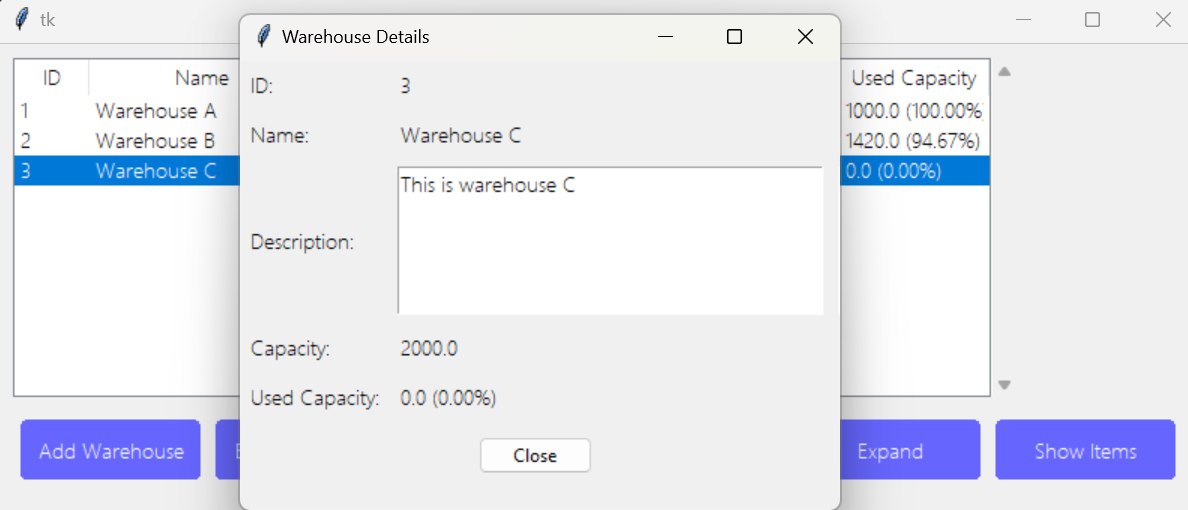 tk
Warehouse Details
ID Name Used Capacity
1 Warehouse A 1000.0 (100.00%
2 Warehouse B 1420.0 (94.67%)
3 Warehouse C 0.0 (0.00%)
ID: 3
Name: Warehouse C
Description: This is warehouse C
Capacity: 2000.0
Used Capacity: 0.0 (0.00%)
Close
Add Warehouse Expand Show Items